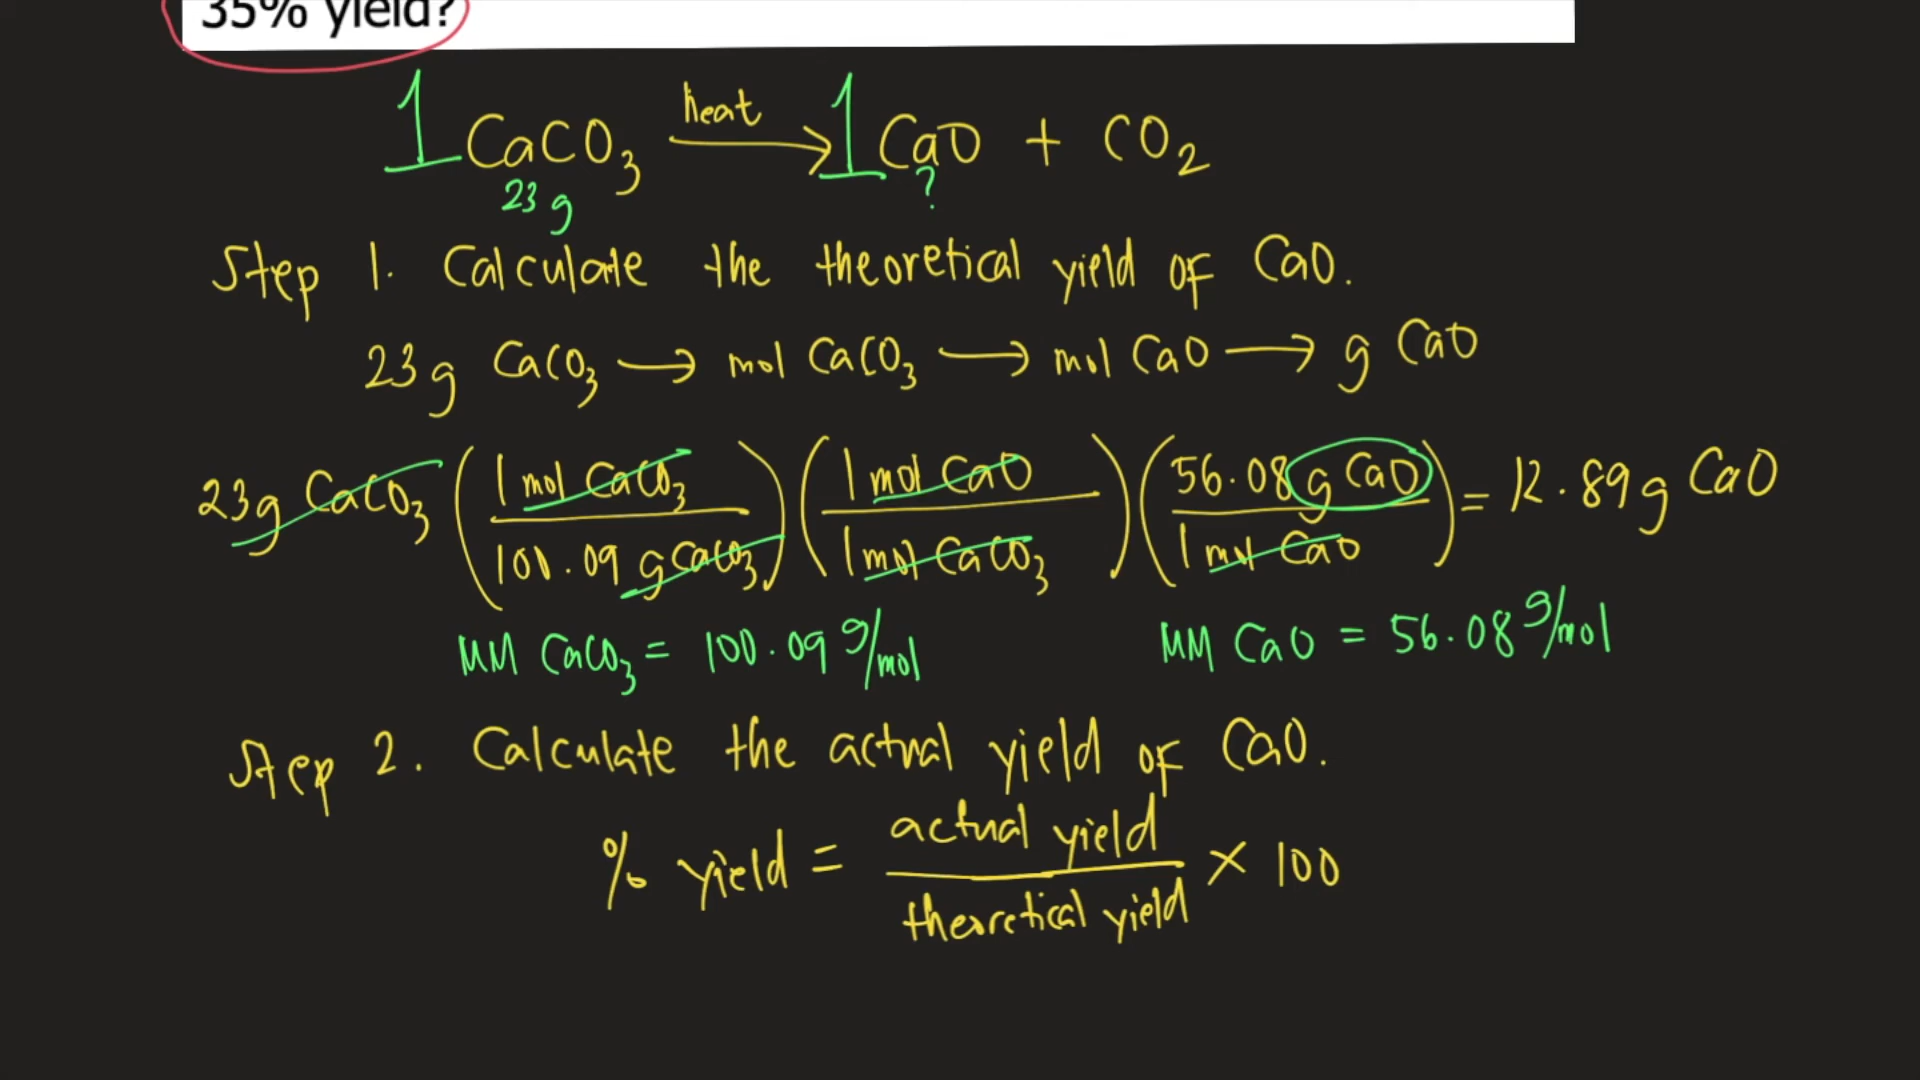 35% yield?
1 CaCO₃ heat → 1 CaO + CO₂
23 g ?
Step 1. Calculate the theoretical yield of CaO.
23g CaCO₃ → mol CaCO₃ → mol CaO → g CaO
23g CaCO₃ (1 mol CaCO₃ / 100.09 g CaCO₃) (1 mol CaO / 1 mol CaCO₃) (56.08 g CaO / 1 mol CaO) = 12.89 g CaO
MM CaCO₃ = 100.09 g/mol MM CaO = 56.08 g/mol
Step 2. Calculate the actual yield of CaO.
% yield = actual yield / theoretical yield × 100